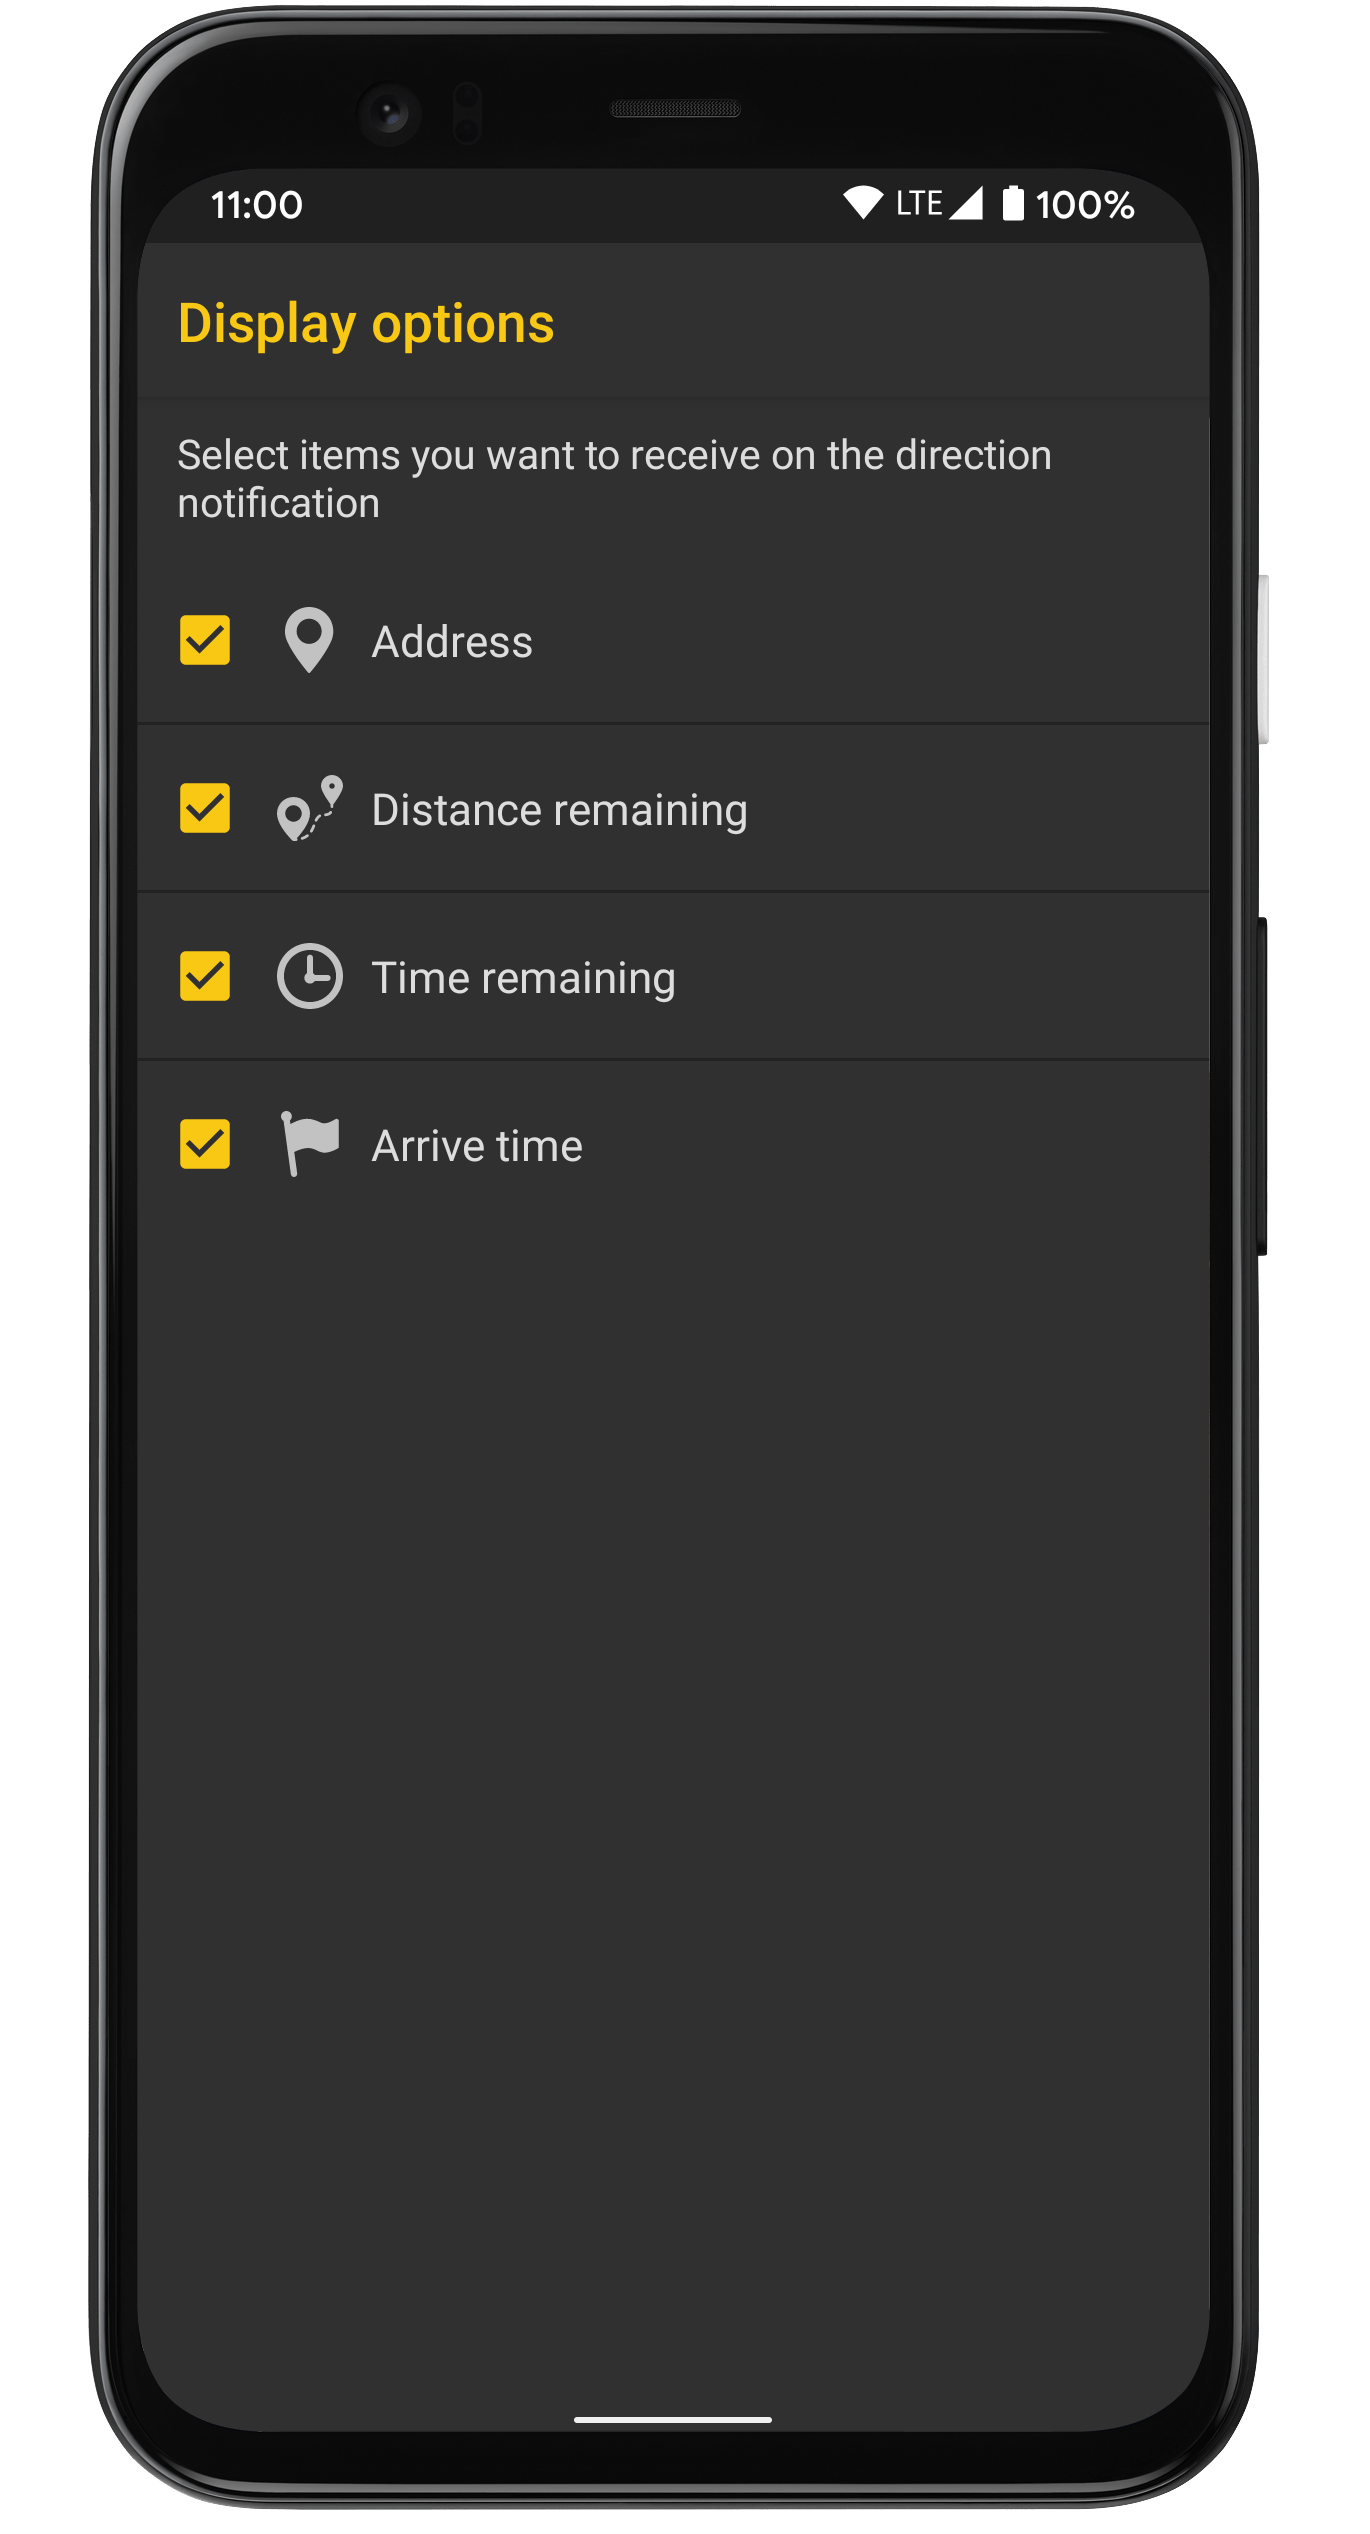 11:00 LTE 100%
Display options
Select items you want to receive on the direction
notification
Address
Distance remaining
Time remaining
Arrive time